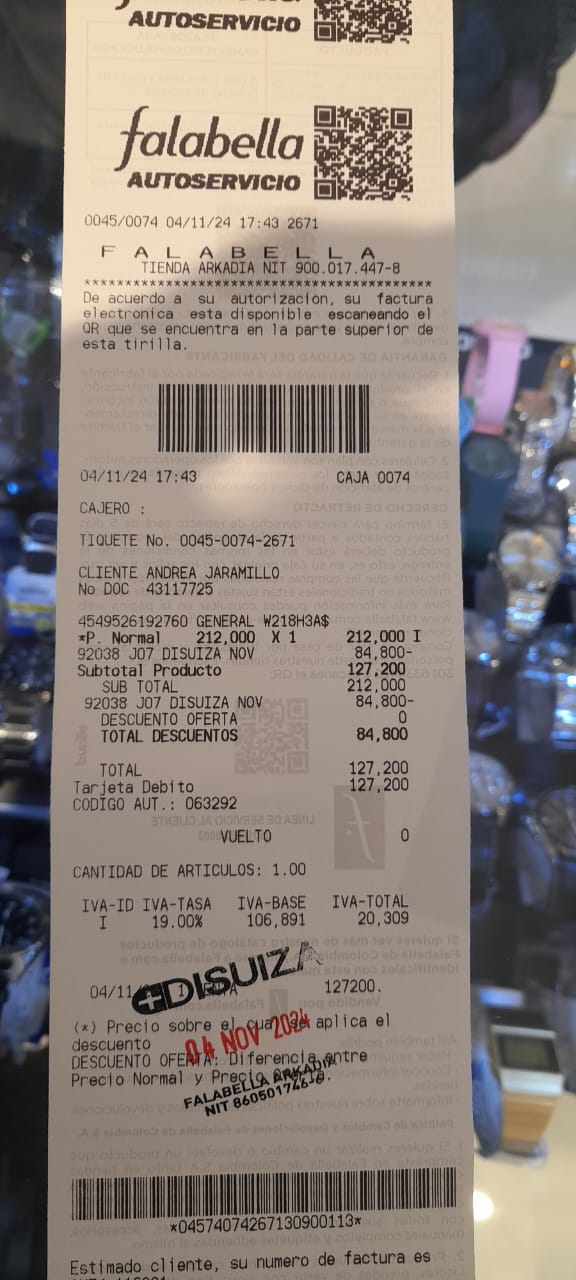 AUTOSERVICIO
falabella
AUTOSERVICIO
0045/0074 04/11/24 17:43 2671
F A L A B E L L A
TIENDA ARKADIA NIT 900.017.447-8
De acuerdo a su autorizacion, su factura
electronica esta disponible escaneando el
QR que se encuentra en la parte superior de
esta tirilla.
04/11/24 17:43 CAJA 0074
CAJERO :
TIQUETE No. 0045-0074-2671
CLIENTE ANDREA JARAMILLO
No DOC 43117725
4549526192760 GENERAL W218H3A$
*P. Normal 212,000 X 1 212,000 I
92038 J07 DISUIZA NOV 84,800-
Subtotal Producto 127,200
SUB TOTAL 212,000
92038 J07 DISUIZA NOV 84,800-
DESCUENTO OFERTA 0
TOTAL DESCUENTOS 84,800
TOTAL 127,200
Tarjeta Debito 127,200
CODIGO AUT.: 063292
VUELTO 0
CANTIDAD DE ARTICULOS: 1.00
IVA-ID IVA-TASA IVA-BASE IVA-TOTAL
I 19.00% 106,891 20,309
DISUIZA
04/11 127200.
(*) Precio sobre el cual se aplica el
descuento
04 NOV 2024
DESCUENTO OFERTA: Diferencia entre
Precio Normal y Precio
FALABELLA ARKADIA
NIT 860501746-6
*04574074267130900113*
Estimado cliente, su numero de factura es